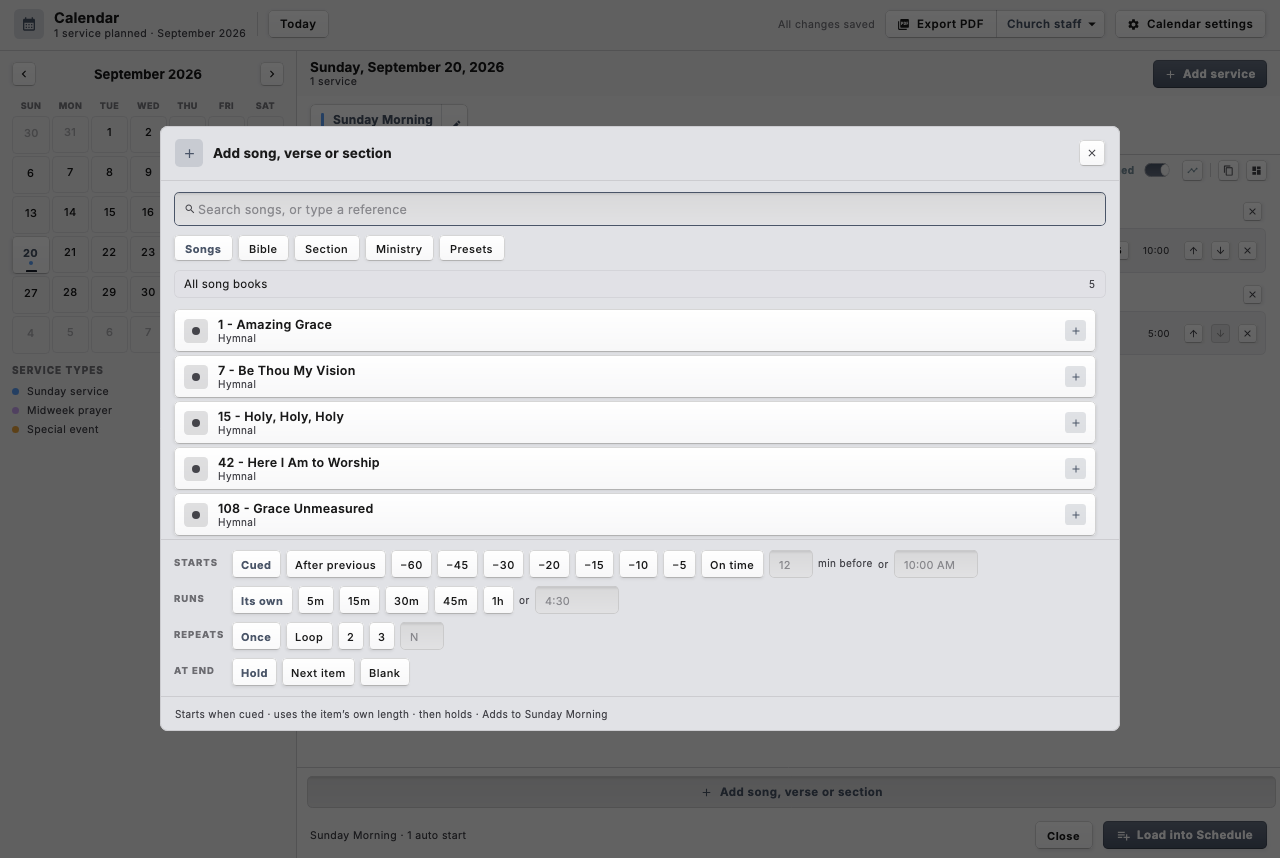 Calendar
1 service planned · September 2026
Today
All changes saved
Export PDF
Church staff
Calendar settings
September 2026
SUN MON TUE WED THU FRI SAT
30 31 1 2
6 7 8 9
13 14 15 16
20 21 22 23
27 28 29 30
4 5 6 7
SERVICE TYPES
Sunday service
Midweek prayer
Special event
Sunday, September 20, 2026
1 service
Add service
Sunday Morning
ed
10:00
5:00
Add song, verse or section
Search songs, or type a reference
Songs Bible Section Ministry Presets
All song books 5
1 - Amazing Grace
Hymnal
7 - Be Thou My Vision
Hymnal
15 - Holy, Holy, Holy
Hymnal
42 - Here I Am to Worship
Hymnal
108 - Grace Unmeasured
Hymnal
STARTS Cued After previous −60 −45 −30 −20 −15 −10 −5 On time 12 min before or 10:00 AM
RUNS Its own 5m 15m 30m 45m 1h or 4:30
REPEATS Once Loop 2 3 N
AT END Hold Next item Blank
Starts when cued · uses the item's own length · then holds · Adds to Sunday Morning
Add song, verse or section
Sunday Morning · 1 auto start
Close
Load into Schedule